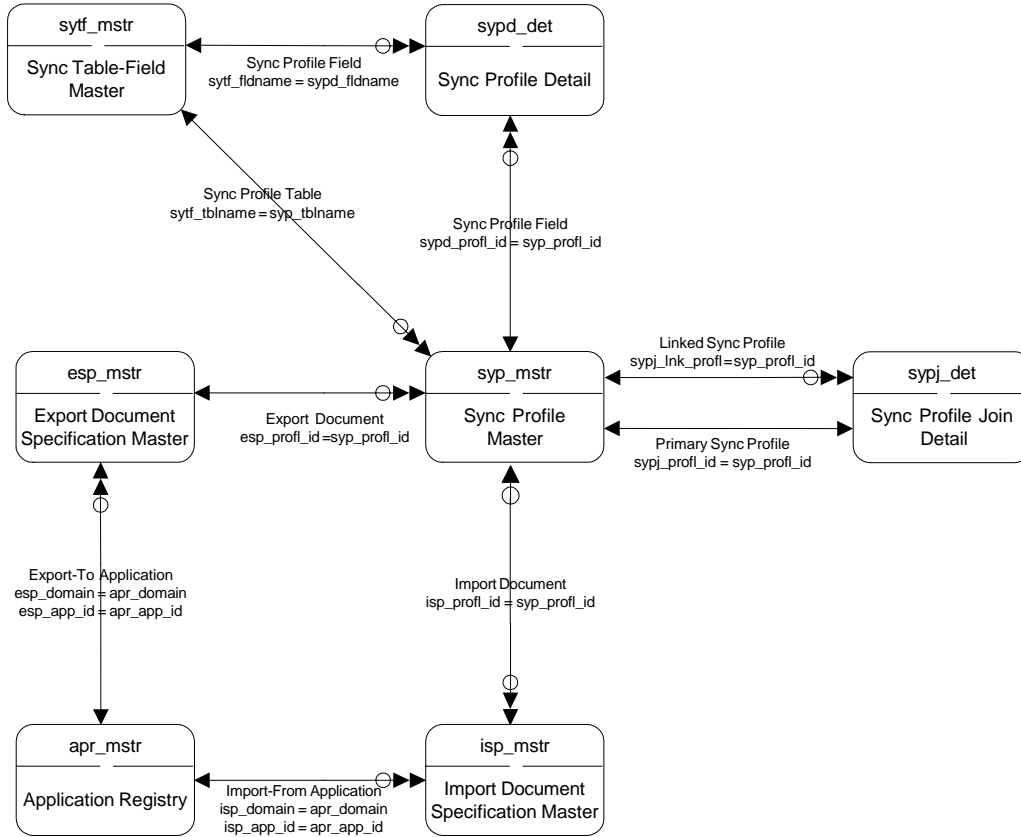 sytf_mstr
Sync Table-Field
Master
Sync Profile Field
sytf_fldname = sypd_fldname
sypd_det
Sync Profile Detail
Sync Profile Table
sytf_tblname = syp_tblname
Sync Profile Field
sypd_profl_id = syp_profl_id
esp_mstr
Export Document
Specification Master
Export Document
esp_profl_id =syp_profl_id
syp_mstr
Sync Profile
Master
Linked Sync Profile
sypj_lnk_profl=syp_profl_id
Primary Sync Profile
sypj_profl_id = syp_profl_id
sypj_det
Sync Profile Join
Detail
Export-To Application
esp_domain = apr_domain
esp_app_id = apr_app_id
Import Document
isp_profl_id = syp_profl_id
apr_mstr
Application Registry
Import-From Application
isp_domain = apr_domain
isp_app_id = apr_app_id
isp_mstr
Import Document
Specification Master